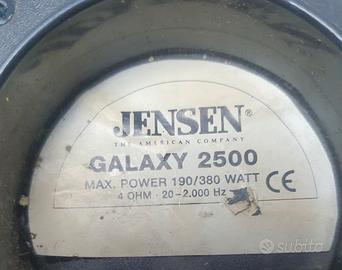 JENSEN®
THE AMERICAN COMPANY
GALAXY 2500
MAX. POWER 190/380 WATT CE
4 OHM - 20-2.000 Hz
subito